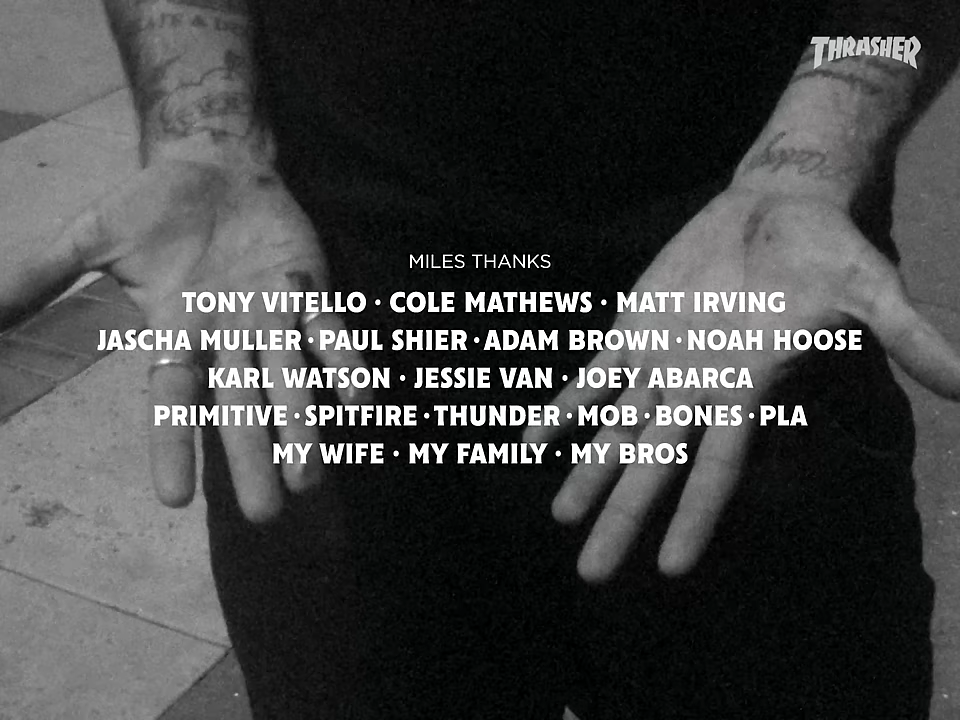 THRASHER
MILES THANKS
TONY VITELLO · COLE MATHEWS · MATT IRVING
JASCHA MULLER · PAUL SHIER · ADAM BROWN · NOAH HOOSE
KARL WATSON · JESSIE VAN · JOEY ABARCA
PRIMITIVE · SPITFIRE · THUNDER · MOB · BONES · PLA
MY WIFE · MY FAMILY · MY BROS